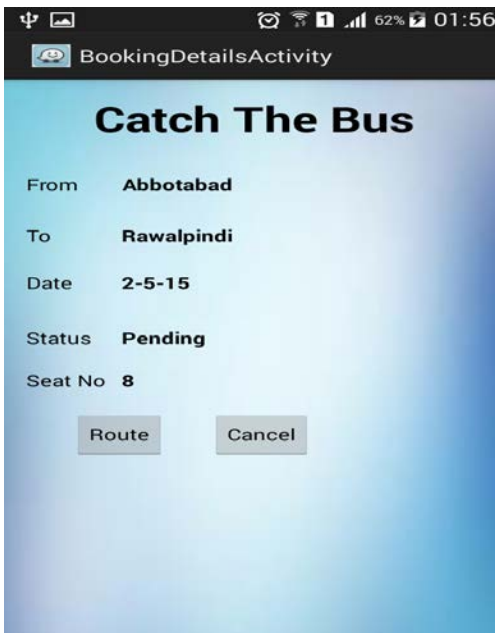 1 62% 01:56
BookingDetailsActivity
Catch The Bus
From Abbotabad
To Rawalpindi
Date 2-5-15
Status Pending
Seat No 8
Route Cancel